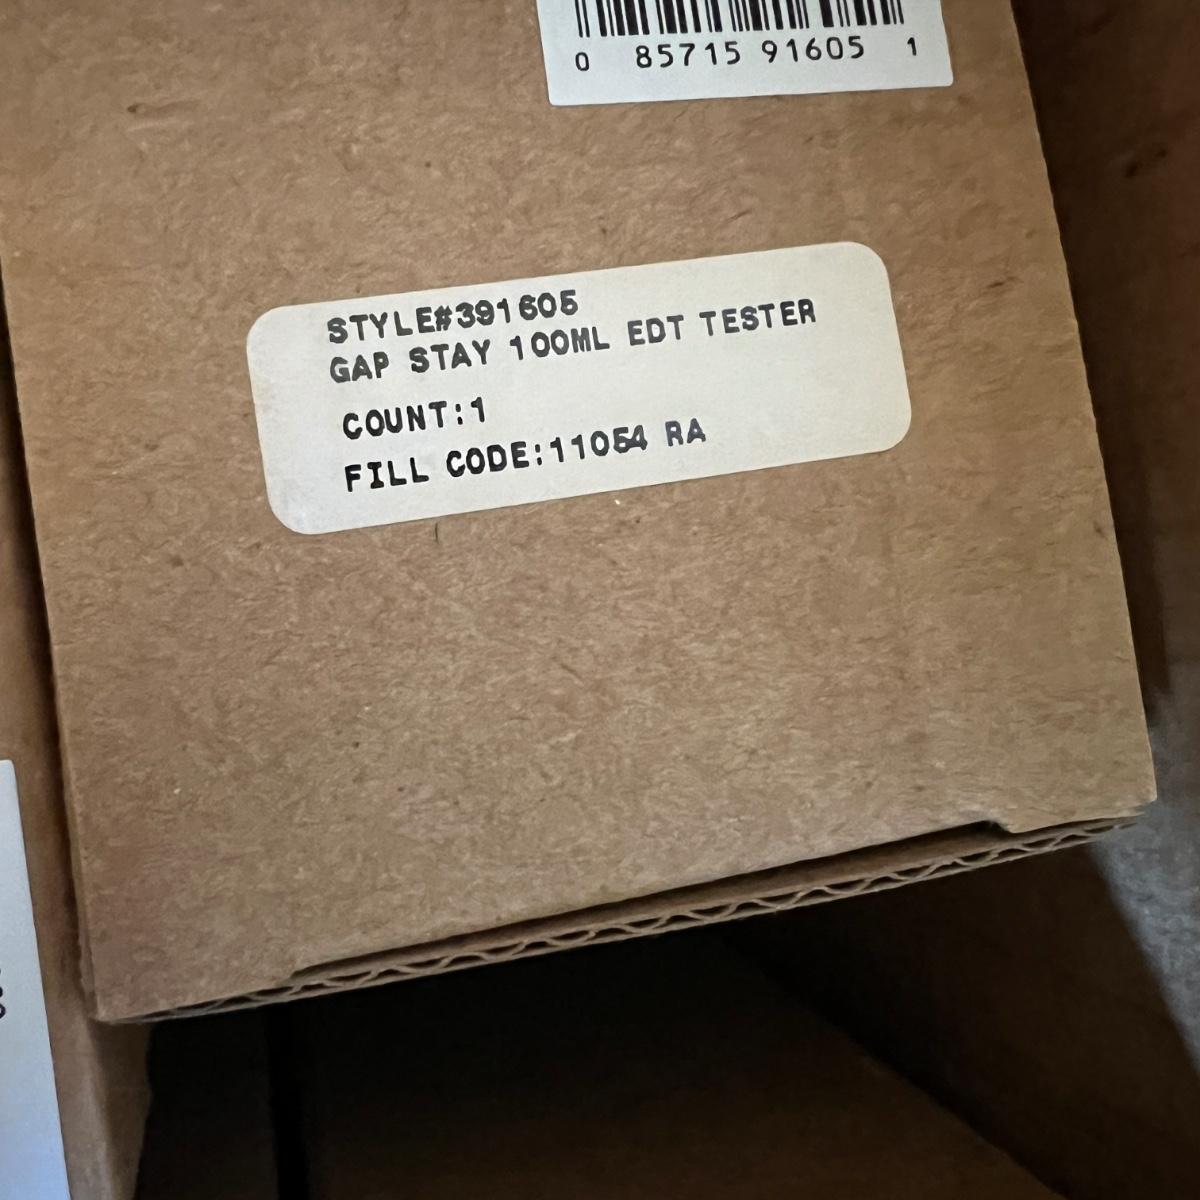 0 85715 91605 1
STYLE#391605
GAP STAY 100ML EDT TESTER
COUNT:1
FILL CODE:11054 RA